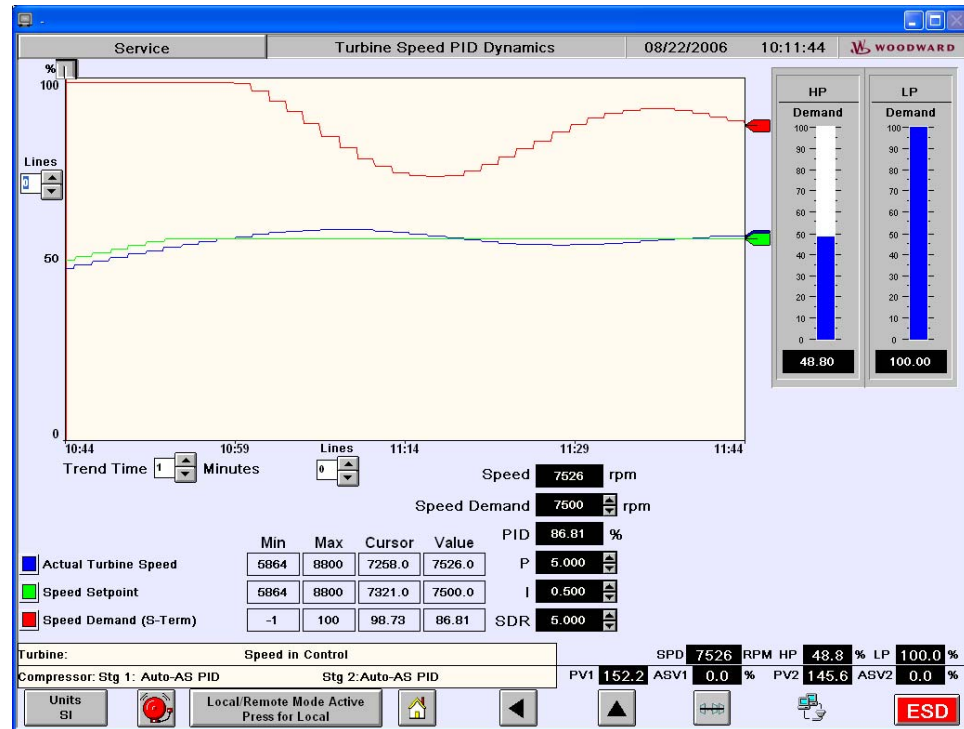 Service Turbine Speed PID Dynamics 08/22/2006 10:11:44 WOODWARD
%
100
50
0
Lines
0
10:44 10:59 11:14 11:29 11:44
Trend Time 1 Minutes
Lines
0
HP
Demand
100
90
80
70
60
50
40
30
20
10
0
48.80
LP
Demand
100
90
80
70
60
50
40
30
20
10
0
100.00
Speed 7526 rpm
Speed Demand 7500 rpm
PID 86.81 %
P 5.000
I 0.500
SDR 5.000
Min Max Cursor Value
Actual Turbine Speed 5864 8800 7258.0 7526.0
Speed Setpoint 5864 8800 7321.0 7500.0
Speed Demand (S-Term) -1 100 98.73 86.81
Turbine: Speed in Control SPD 7526 RPM HP 48.8 % LP 100.0 %
Compressor: Stg 1: Auto-AS PID Stg 2: Auto-AS PID PV1 152.2 ASV1 0.0 % PV2 145.6 ASV2 0.0 %
Units
SI
Local/Remote Mode Active
Press for Local
ESD